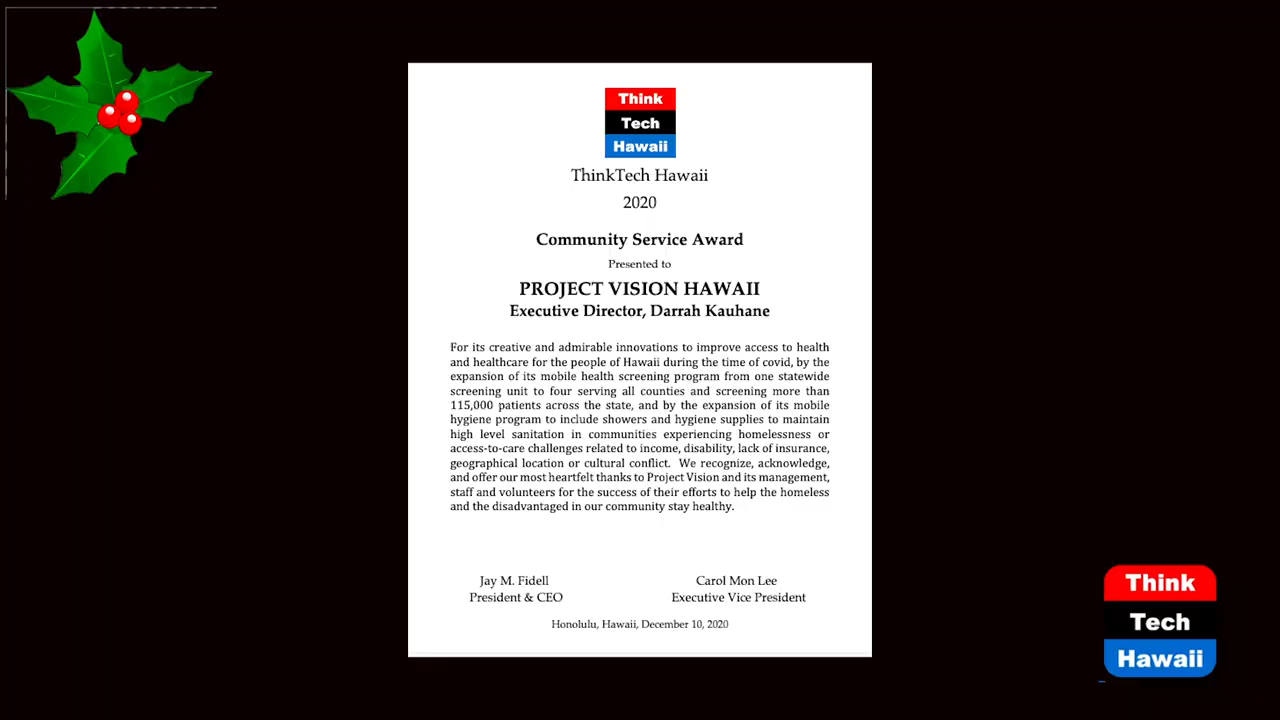 Think
Tech
Hawaii
ThinkTech Hawaii
2020
Community Service Award
Presented to
PROJECT VISION HAWAII
Executive Director, Darrah Kauhane
For its creative and admirable innovations to improve access to health
and healthcare for the people of Hawaii during the time of covid, by the
expansion of its mobile health screening program from one statewide
screening unit to four serving all counties and screening more than
115,000 patients across the state, and by the expansion of its mobile
hygiene program to include showers and hygiene supplies to maintain
high level sanitation in communities experiencing homelessness or
access-to-care challenges related to income, disability, lack of insurance,
geographical location or cultural conflict.  We recognize, acknowledge,
and offer our most heartfelt thanks to Project Vision and its management,
staff and volunteers for the success of their efforts to help the homeless
and the disadvantaged in our community stay healthy.
Jay M. Fidell
President & CEO
Carol Mon Lee
Executive Vice President
Honolulu, Hawaii, December 10, 2020
Think
Tech
Hawaii